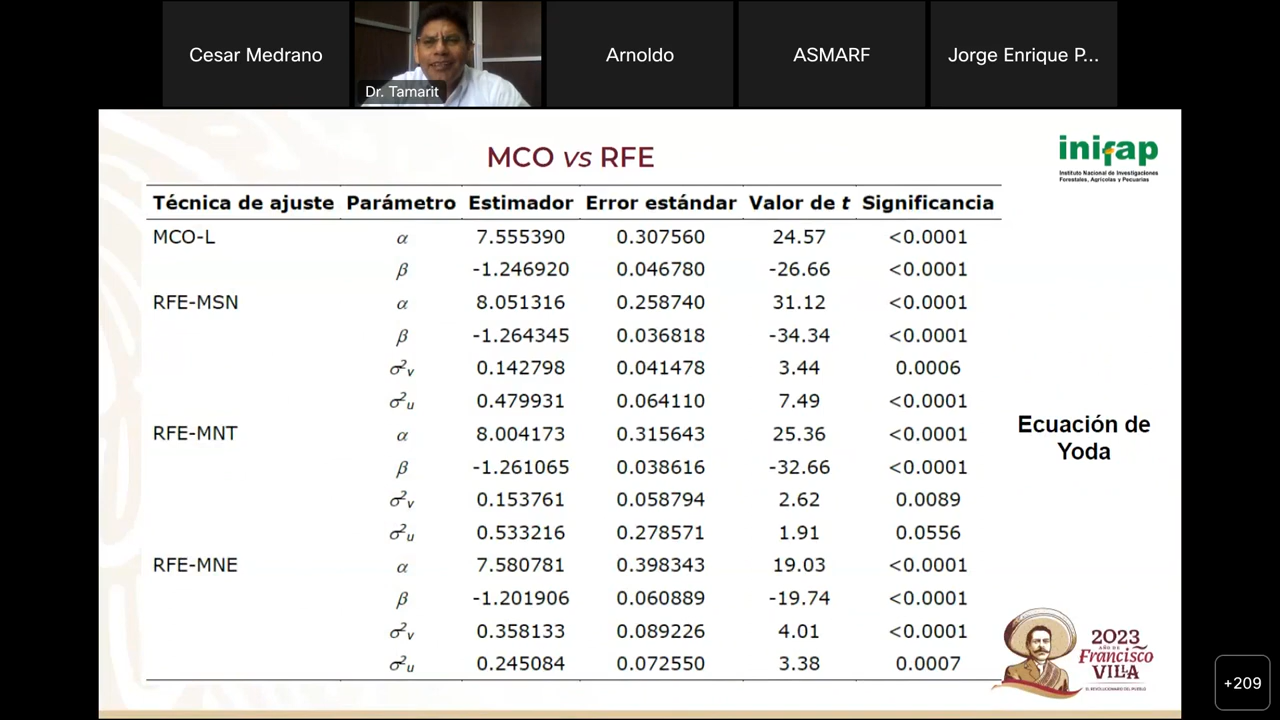 Cesar Medrano
Dr. Tamarit
Arnoldo
ASMARF
Jorge Enrique P...
MCO vs RFE
inifap
Instituto Nacional de Investigaciones
Forestales, Agrícolas y Pecuarias
Técnica de ajuste Parámetro Estimador Error estándar Valor de t Significancia
MCO-L α 7.555390 0.307560 24.57 <0.0001
β -1.246920 0.046780 -26.66 <0.0001
RFE-MSN α 8.051316 0.258740 31.12 <0.0001
β -1.264345 0.036818 -34.34 <0.0001
σ²v 0.142798 0.041478 3.44 0.0006
σ²u 0.479931 0.064110 7.49 <0.0001
RFE-MNT α 8.004173 0.315643 25.36 <0.0001
β -1.261065 0.038616 -32.66 <0.0001
σ²v 0.153761 0.058794 2.62 0.0089
σ²u 0.533216 0.278571 1.91 0.0556
RFE-MNE α 7.580781 0.398343 19.03 <0.0001
β -1.201906 0.060889 -19.74 <0.0001
σ²v 0.358133 0.089226 4.01 <0.0001
σ²u 0.245084 0.072550 3.38 0.0007
Ecuación de
Yoda
2023
AÑO DE
Francisco
VILLA
EL REVOLUCIONARIO DEL PUEBLO
+209